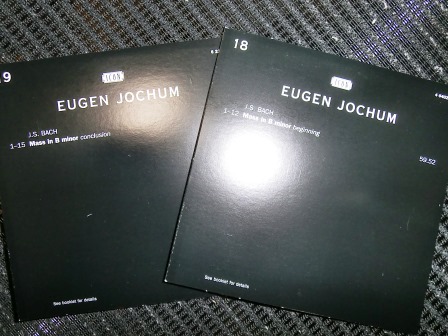 9
ICON
EUGEN JOCHUM
J.S. BACH
1–15 Mass in B minor conclusion
See booklet for details
18
ICON
EUGEN JOCHUM
J.S. BACH
1–12 Mass in B minor beginning
59.52
See booklet for details